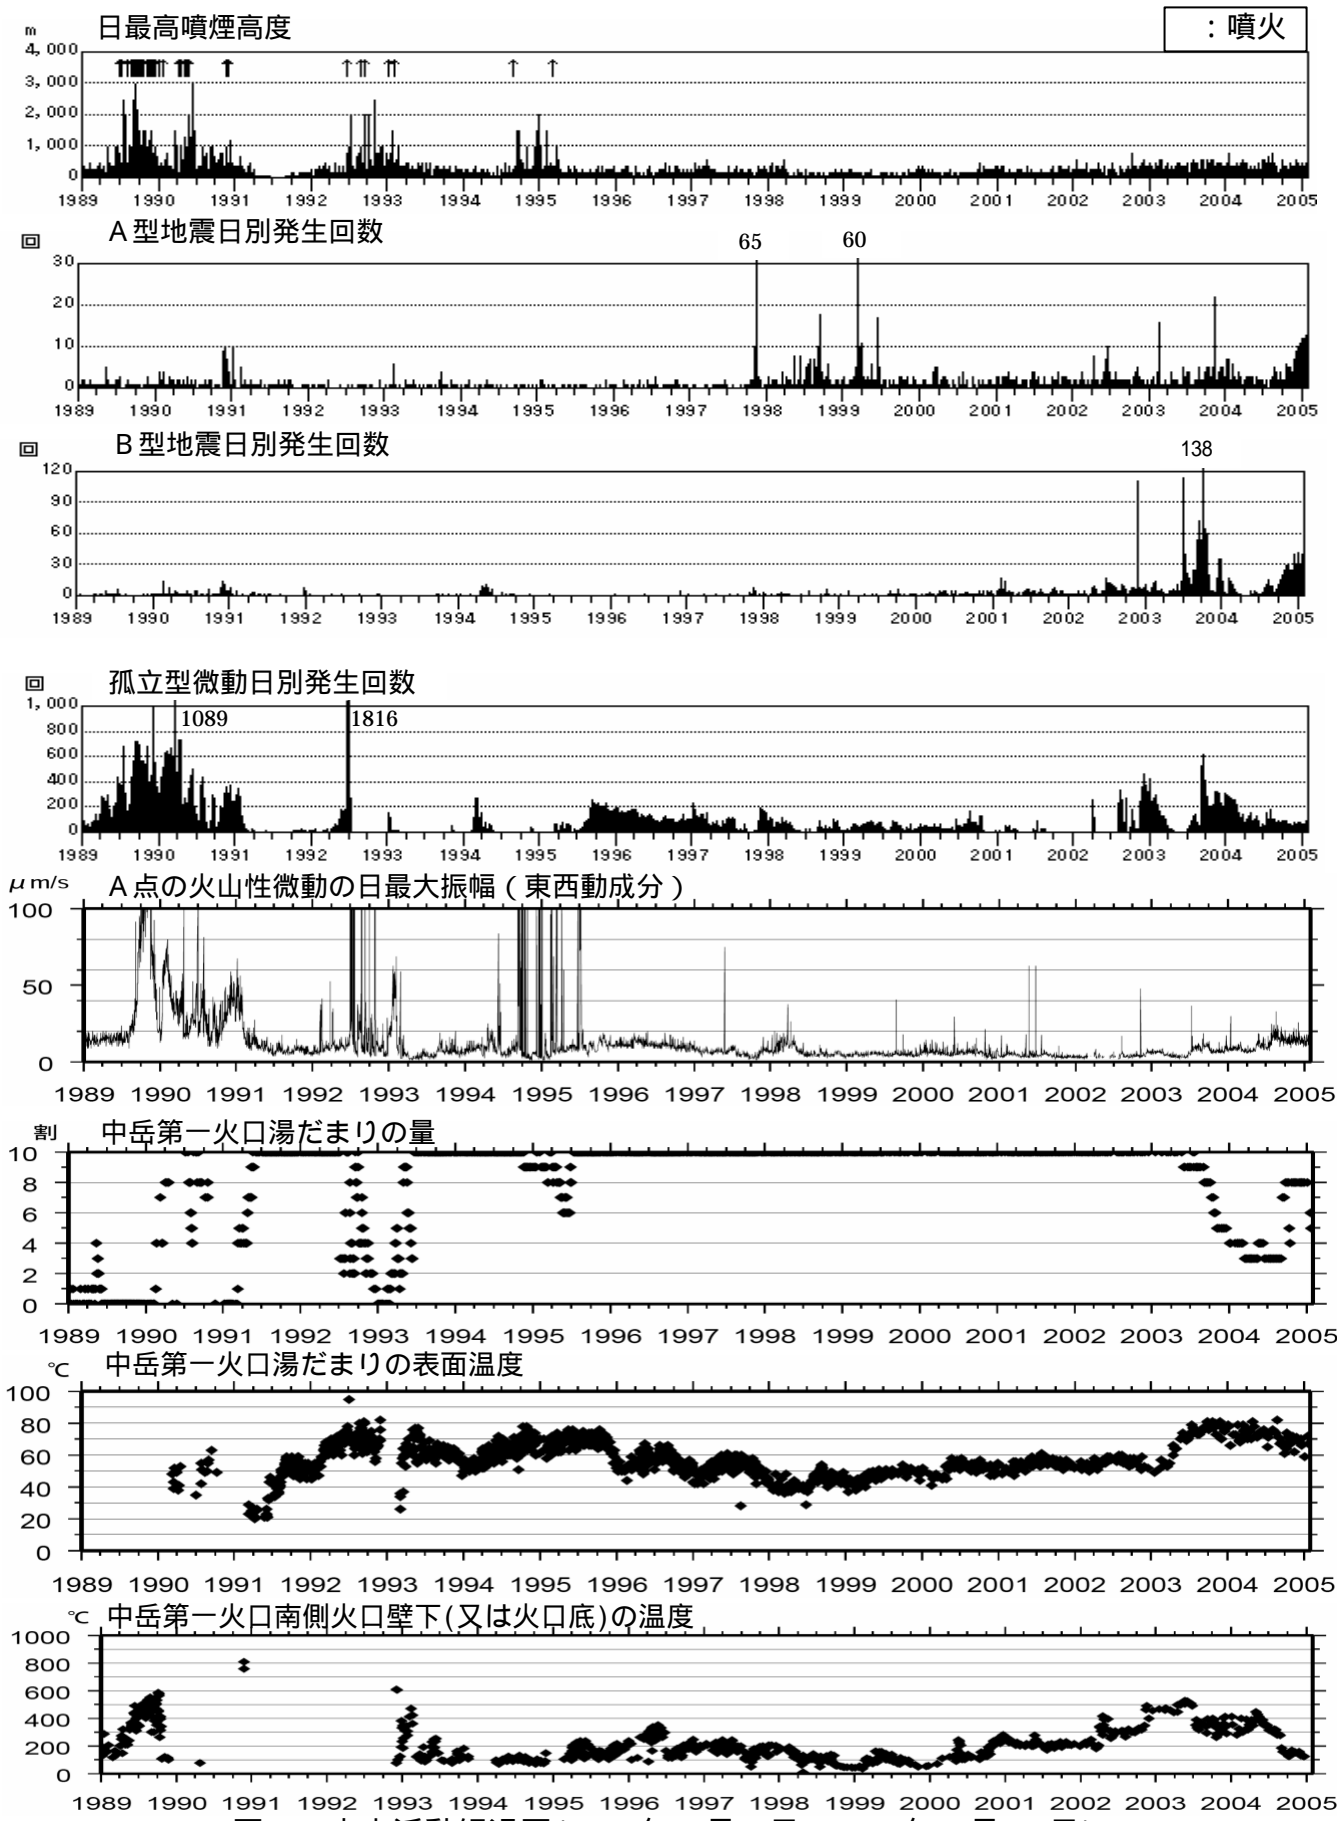 m 日最高噴煙高度 ：噴火
4,000
3,000
2,000
1,000
0
1989 1990 1991 1992 1993 1994 1995 1996 1997 1998 1999 2000 2001 2002 2003 2004 2005
回 A型地震日別発生回数 65 60
30
20
10
0
1989 1990 1991 1992 1993 1994 1995 1996 1997 1998 1999 2000 2001 2002 2003 2004 2005
回 B型地震日別発生回数 138
120
90
60
30
0
1989 1990 1991 1992 1993 1994 1995 1996 1997 1998 1999 2000 2001 2002 2003 2004 2005
回 孤立型微動日別発生回数
1,000
1089 1816
800
600
400
200
0
1989 1990 1991 1992 1993 1994 1995 1996 1997 1998 1999 2000 2001 2002 2003 2004 2005
μm/s A点の火山性微動の日最大振幅（東西動成分）
100
50
0
1989 1990 1991 1992 1993 1994 1995 1996 1997 1998 1999 2000 2001 2002 2003 2004 2005
割 中岳第一火口湯だまりの量
10
8
6
4
2
0
1989 1990 1991 1992 1993 1994 1995 1996 1997 1998 1999 2000 2001 2002 2003 2004 2005
℃ 中岳第一火口湯だまりの表面温度
100
80
60
40
20
0
1989 1990 1991 1992 1993 1994 1995 1996 1997 1998 1999 2000 2001 2002 2003 2004 2005
℃ 中岳第一火口南側火口壁下(又は火口底)の温度
1000
800
600
400
200
0
1989 1990 1991 1992 1993 1994 1995 1996 1997 1998 1999 2000 2001 2002 2003 2004 2005